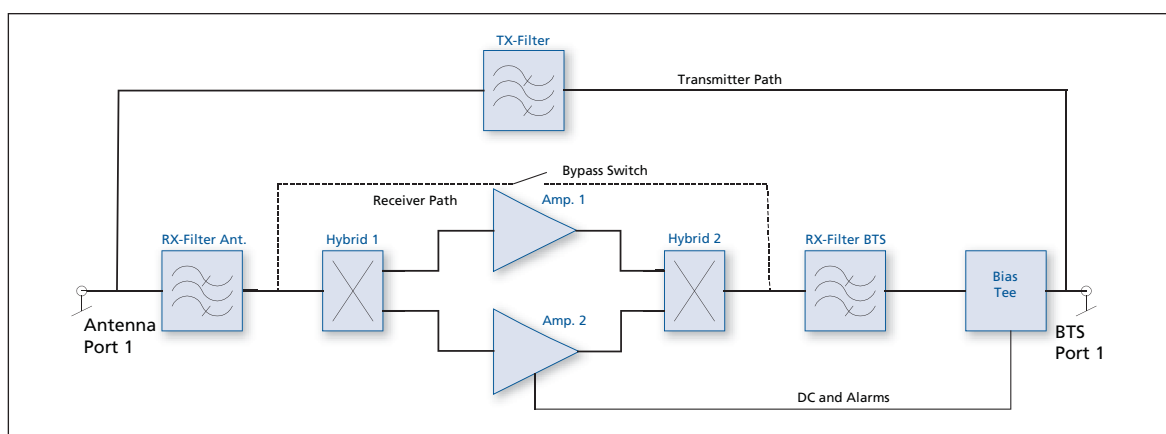 TX-Filter
Transmitter Path
Bypass Switch
Receiver Path
Amp. 1
RX-Filter Ant.
Hybrid 1
Hybrid 2
RX-Filter BTS
Bias
Tee
Antenna
Port 1
Amp. 2
BTS
Port 1
DC and Alarms